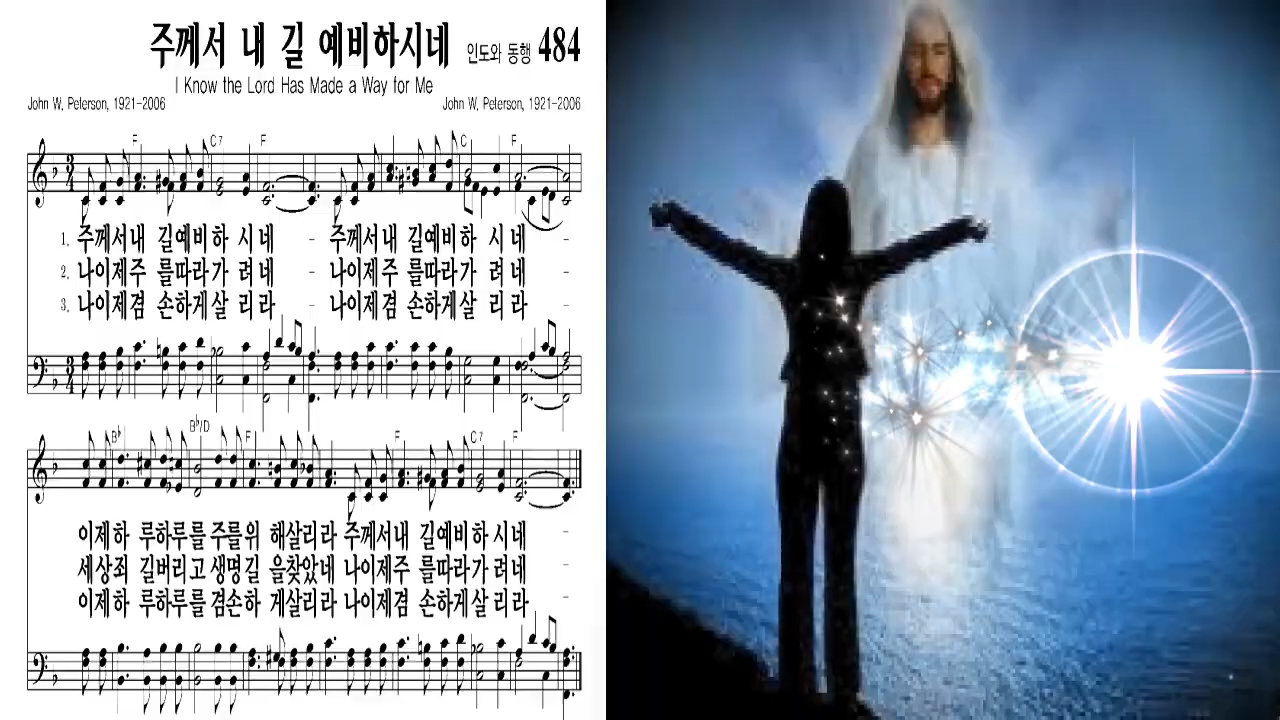 주께서 내 길 예비하시네 인도와 동행 484
I Know the Lord Has Made a Way for Me
John W. Peterson, 1921-2006 John W. Peterson, 1921-2006
F C7 F C F
1. 주께서내 길예비하 시 네 - 주께서내 길예비하 시 네 -
2. 나이제주 를따라가 려 네 - 나이제주 를따라가 려 네 -
3. 나이제겸 손하게살 리 라 - 나이제겸 손하게살 리 라 -
B♭ B♭/D F F C7 F
이제하 루하루를 주를위 해살리라 주께서내 길예비하 시 네 -
세상죄 길버리고 생명길 을찾았네 나이제주 를따라가 려 네 -
이제하 루하루를 겸손하 게살리라 나이제겸 손하게살 리 라 -